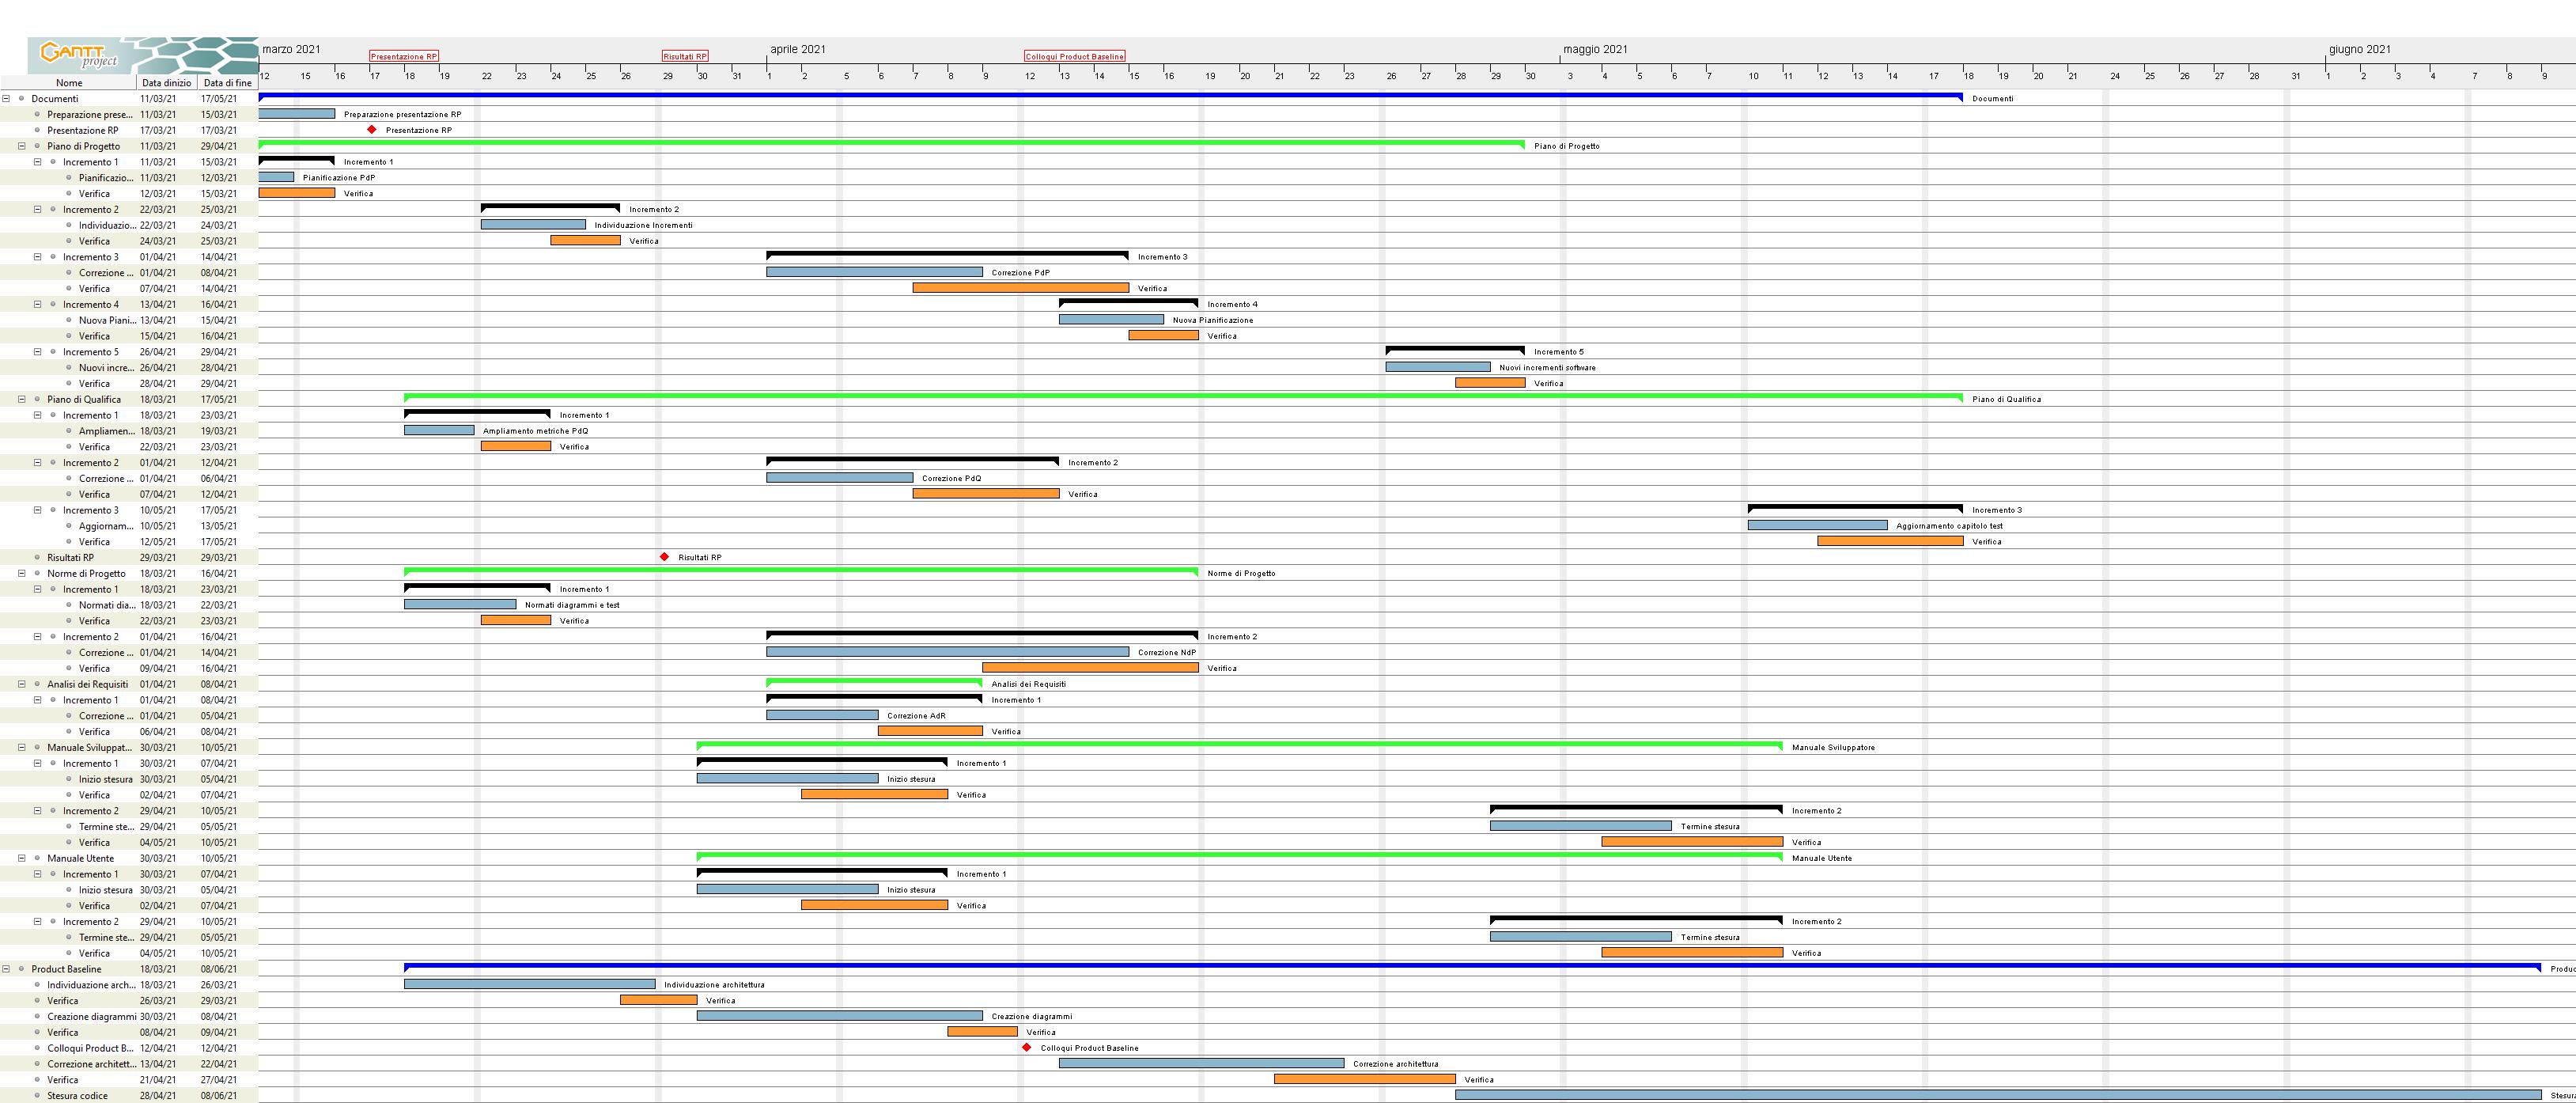 GANTT project
marzo 2021 aprile 2021 maggio 2021 giugno 2021
Presentazione RP Risultati RP Colloqui Product Baseline
12 15 16 17 18 19 22 23 24 25 26 29 30 31 1 2 5 6 7 8 9 12 13 14 15 16 19 20 21 22 23 26 27 28 29 30 3 4 5 6 7 10 11 12 13 14 17 18 19 20 21 24 25 26 27 28 31 1 2 3 4 7 8 9
Nome Data dinizio Data di fine
Documenti 11/03/21 17/05/21 Documenti
Preparazione prese... 11/03/21 15/03/21 Preparazione presentazione RP
Presentazione RP 17/03/21 17/03/21 Presentazione RP
Piano di Progetto 11/03/21 29/04/21 Piano di Progetto
Incremento 1 11/03/21 15/03/21 Incremento 1
Pianificazio... 11/03/21 12/03/21 Pianificazione PdP
Verifica 12/03/21 15/03/21 Verifica
Incremento 2 22/03/21 25/03/21 Incremento 2
Individuazio... 22/03/21 24/03/21 Individuazione Incrementi
Verifica 24/03/21 25/03/21 Verifica
Incremento 3 01/04/21 14/04/21 Incremento 3
Correzione ... 01/04/21 08/04/21 Correzione PdP
Verifica 07/04/21 14/04/21 Verifica
Incremento 4 13/04/21 16/04/21 Incremento 4
Nuova Piani... 13/04/21 15/04/21 Nuova Pianificazione
Verifica 15/04/21 16/04/21 Verifica
Incremento 5 26/04/21 29/04/21 Incremento 5
Nuovi incre... 26/04/21 28/04/21 Nuovi incrementi software
Verifica 28/04/21 29/04/21 Verifica
Piano di Qualifica 18/03/21 17/05/21 Piano di Qualifica
Incremento 1 18/03/21 23/03/21 Incremento 1
Ampliamen... 18/03/21 19/03/21 Ampliamento metriche PdQ
Verifica 22/03/21 23/03/21 Verifica
Incremento 2 01/04/21 12/04/21 Incremento 2
Correzione ... 01/04/21 06/04/21 Correzione PdQ
Verifica 07/04/21 12/04/21 Verifica
Incremento 3 10/05/21 17/05/21 Incremento 3
Aggiornam... 10/05/21 13/05/21 Aggiornamento capitolo test
Verifica 12/05/21 17/05/21 Verifica
Risultati RP 29/03/21 29/03/21 Risultati RP
Norme di Progetto 18/03/21 16/04/21 Norme di Progetto
Incremento 1 18/03/21 23/03/21 Incremento 1
Normati dia... 18/03/21 22/03/21 Normati diagrammi e test
Verifica 22/03/21 23/03/21 Verifica
Incremento 2 01/04/21 16/04/21 Incremento 2
Correzione ... 01/04/21 14/04/21 Correzione NdP
Verifica 09/04/21 16/04/21 Verifica
Analisi dei Requisiti 01/04/21 08/04/21 Analisi dei Requisiti
Incremento 1 01/04/21 08/04/21 Incremento 1
Correzione ... 01/04/21 05/04/21 Correzione AdR
Verifica 06/04/21 08/04/21 Verifica
Manuale Sviluppat... 30/03/21 10/05/21 Manuale Sviluppatore
Incremento 1 30/03/21 07/04/21 Incremento 1
Inizio stesura 30/03/21 05/04/21 Inizio stesura
Verifica 02/04/21 07/04/21 Verifica
Incremento 2 29/04/21 10/05/21 Incremento 2
Termine ste... 29/04/21 05/05/21 Termine stesura
Verifica 04/05/21 10/05/21 Verifica
Manuale Utente 30/03/21 10/05/21 Manuale Utente
Incremento 1 30/03/21 07/04/21 Incremento 1
Inizio stesura 30/03/21 05/04/21 Inizio stesura
Verifica 02/04/21 07/04/21 Verifica
Incremento 2 29/04/21 10/05/21 Incremento 2
Termine ste... 29/04/21 05/05/21 Termine stesura
Verifica 04/05/21 10/05/21 Verifica
Product Baseline 18/03/21 08/06/21 Produc
Individuazione arch... 18/03/21 26/03/21 Individuazione architettura
Verifica 26/03/21 29/03/21 Verifica
Creazione diagrammi 30/03/21 08/04/21 Creazione diagrammi
Verifica 08/04/21 09/04/21 Verifica
Colloqui Product B... 12/04/21 12/04/21 Colloqui Product Baseline
Correzione architett... 13/04/21 22/04/21 Correzione architettura
Verifica 21/04/21 27/04/21 Verifica
Stesura codice 28/04/21 08/06/21 Stesura